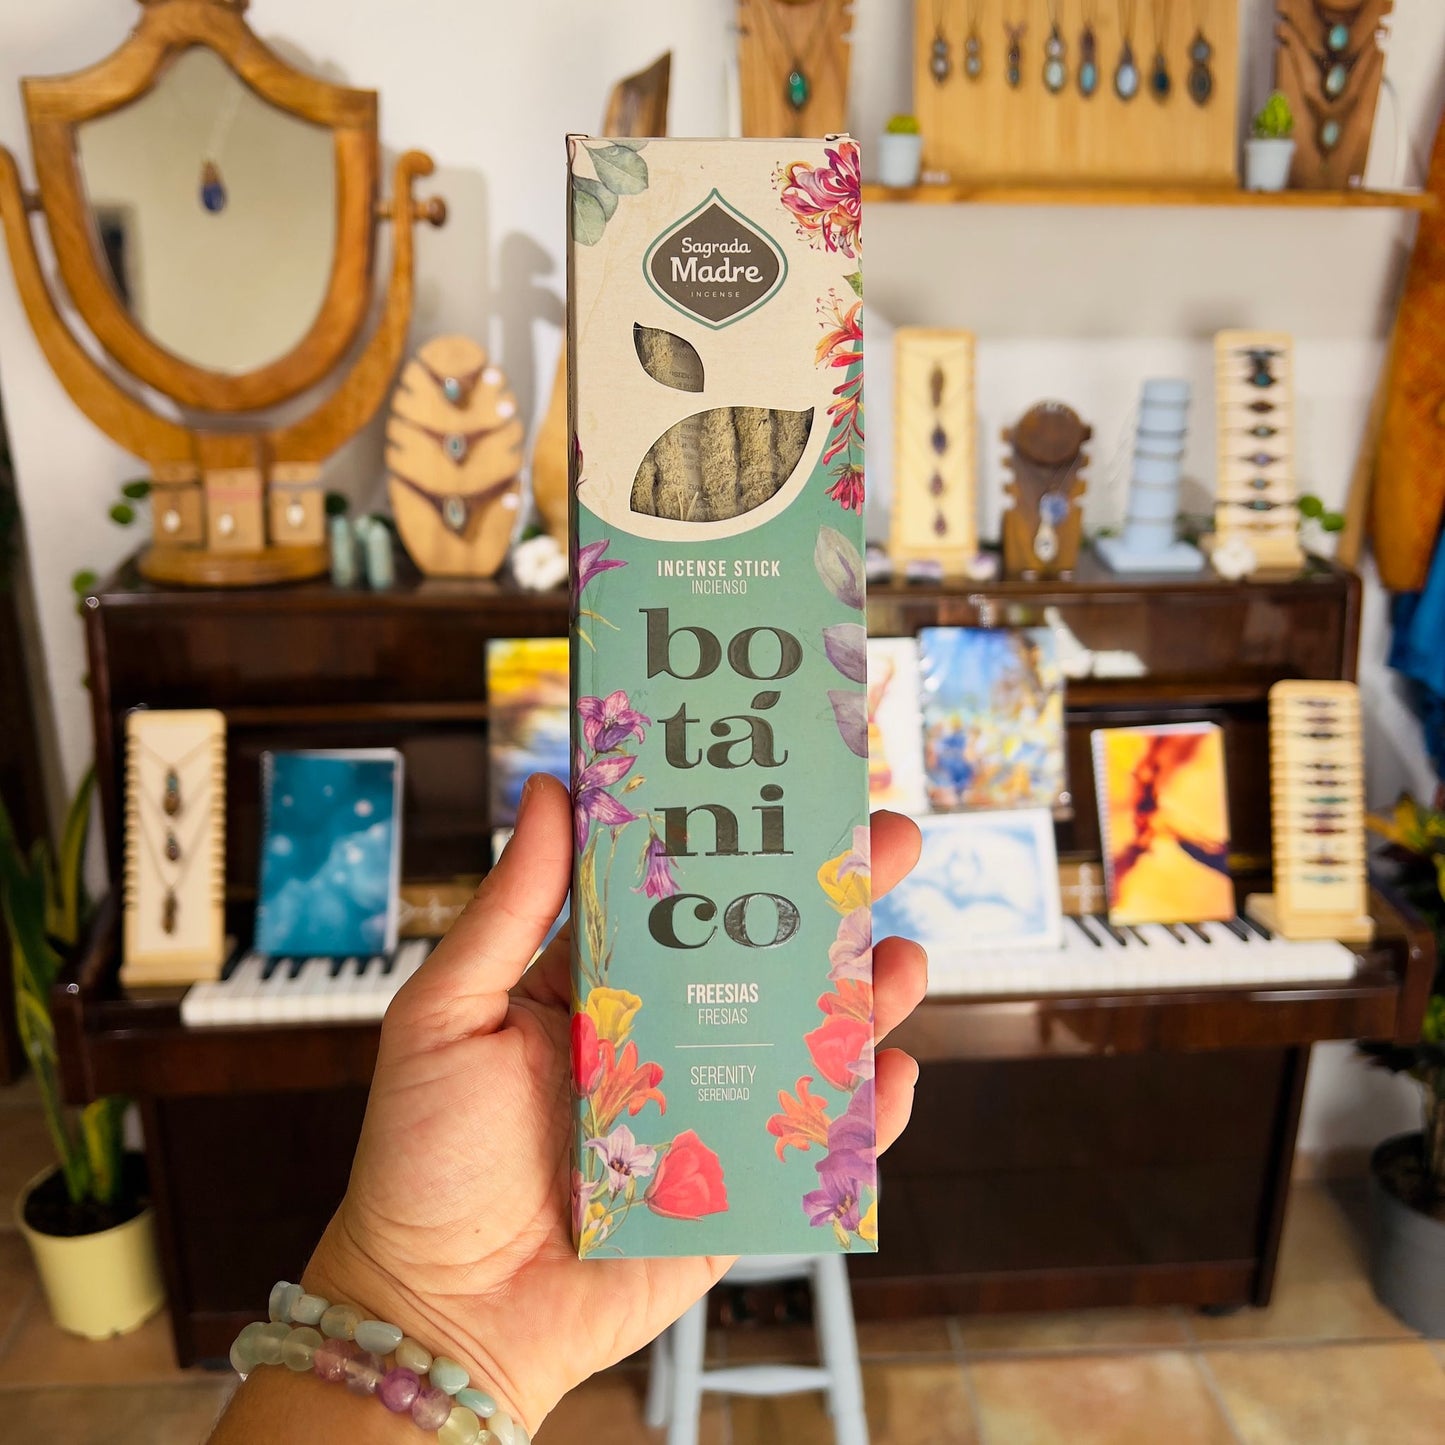 Sagrada
Madre
INCENSE
INCENSE STICK
INCIENSO
bo
tá
ni
co
FREESIAS
FRESIAS
SERENITY
SERENIDAD